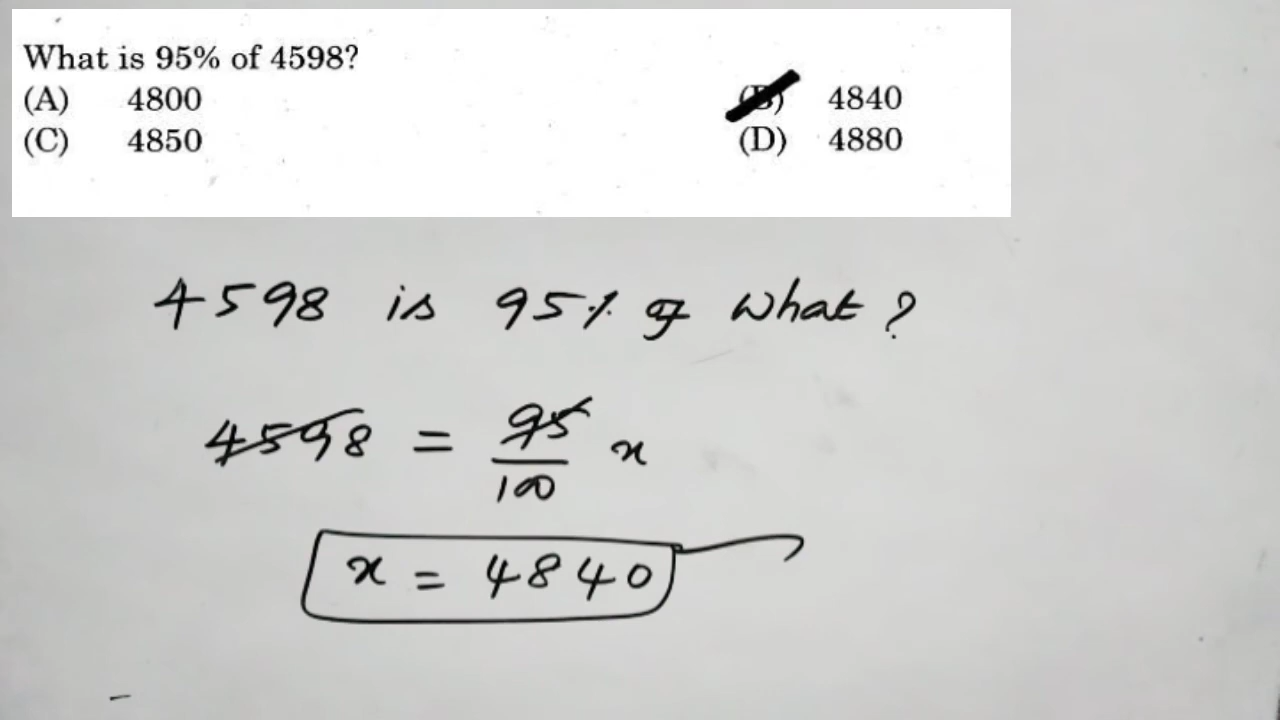 What is 95% of 4598?
(A) 4800 (B) 4840
(C) 4850 (D) 4880
4598 is 95% of what?
4598 = 95/100 x
x = 4840